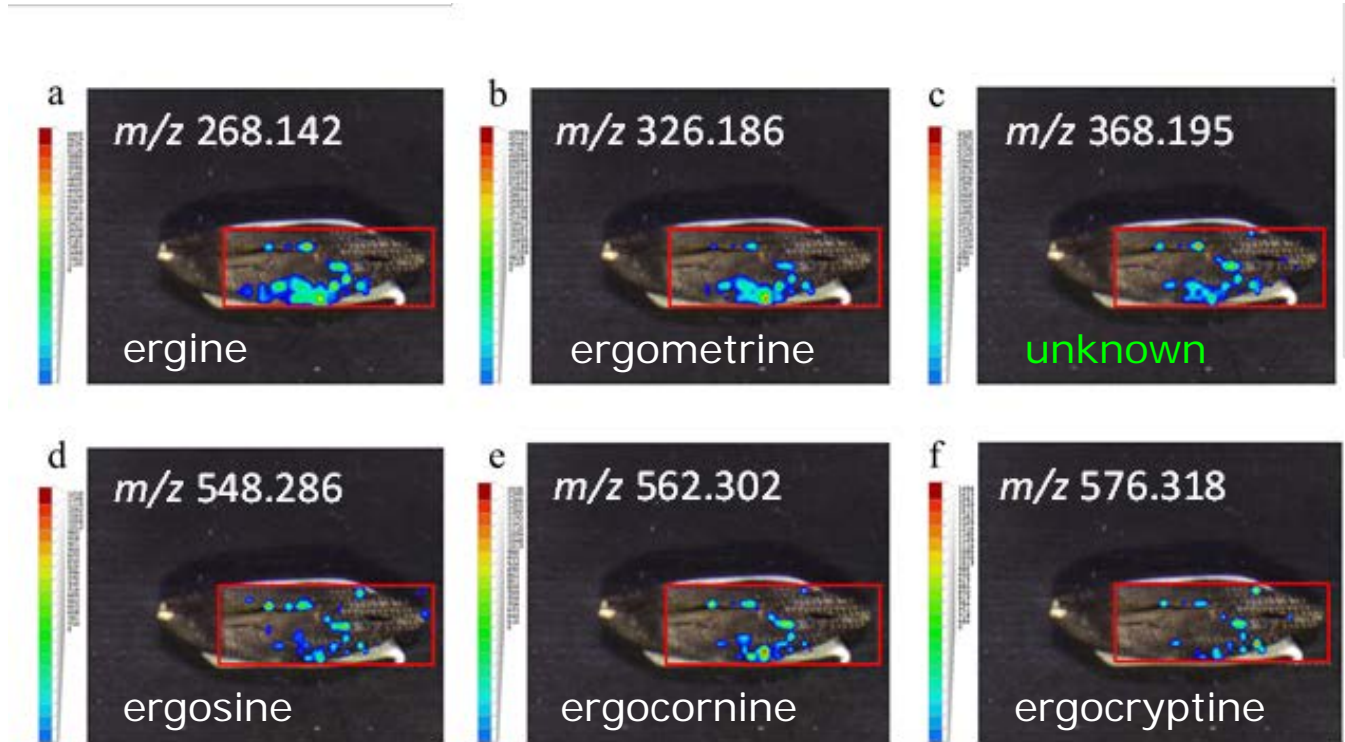 a
m/z 268.142
ergine
b
m/z 326.186
ergometrine
c
m/z 368.195
unknown
d
m/z 548.286
ergosine
e
m/z 562.302
ergocornine
f
m/z 576.318
ergocryptine